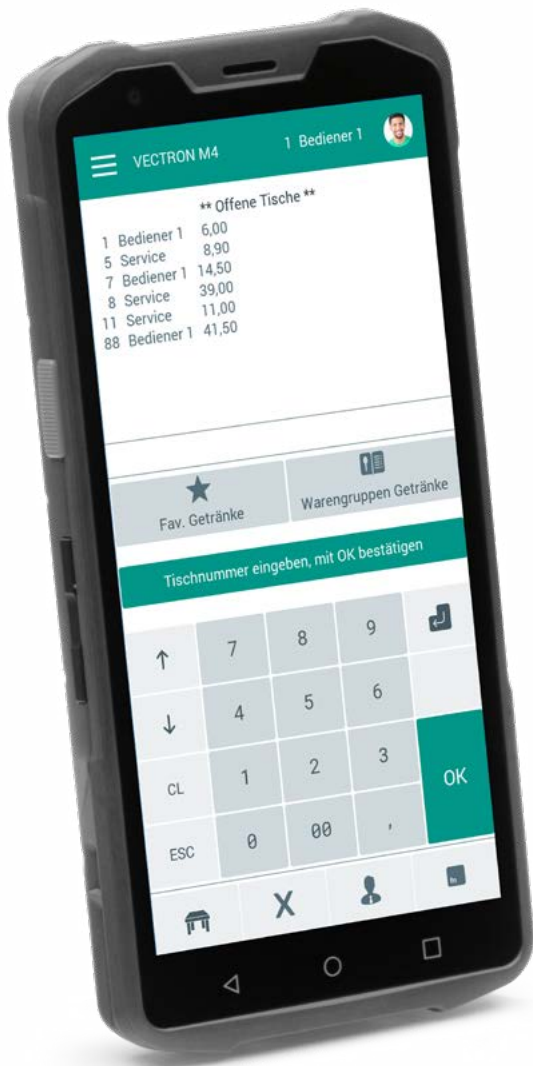 VECTRON M4 1 Bediener 1
** Offene Tische **
1 Bediener 1 6,00
5 Service 8,90
7 Bediener 1 14,50
8 Service 39,00
11 Service 11,00
88 Bediener 1 41,50
Fav. Getränke Warengruppen Getränke
Tischnummer eingeben, mit OK bestätigen
↑ 7 8 9
↓ 4 5 6
CL 1 2 3 OK
ESC 0 00 ,
X